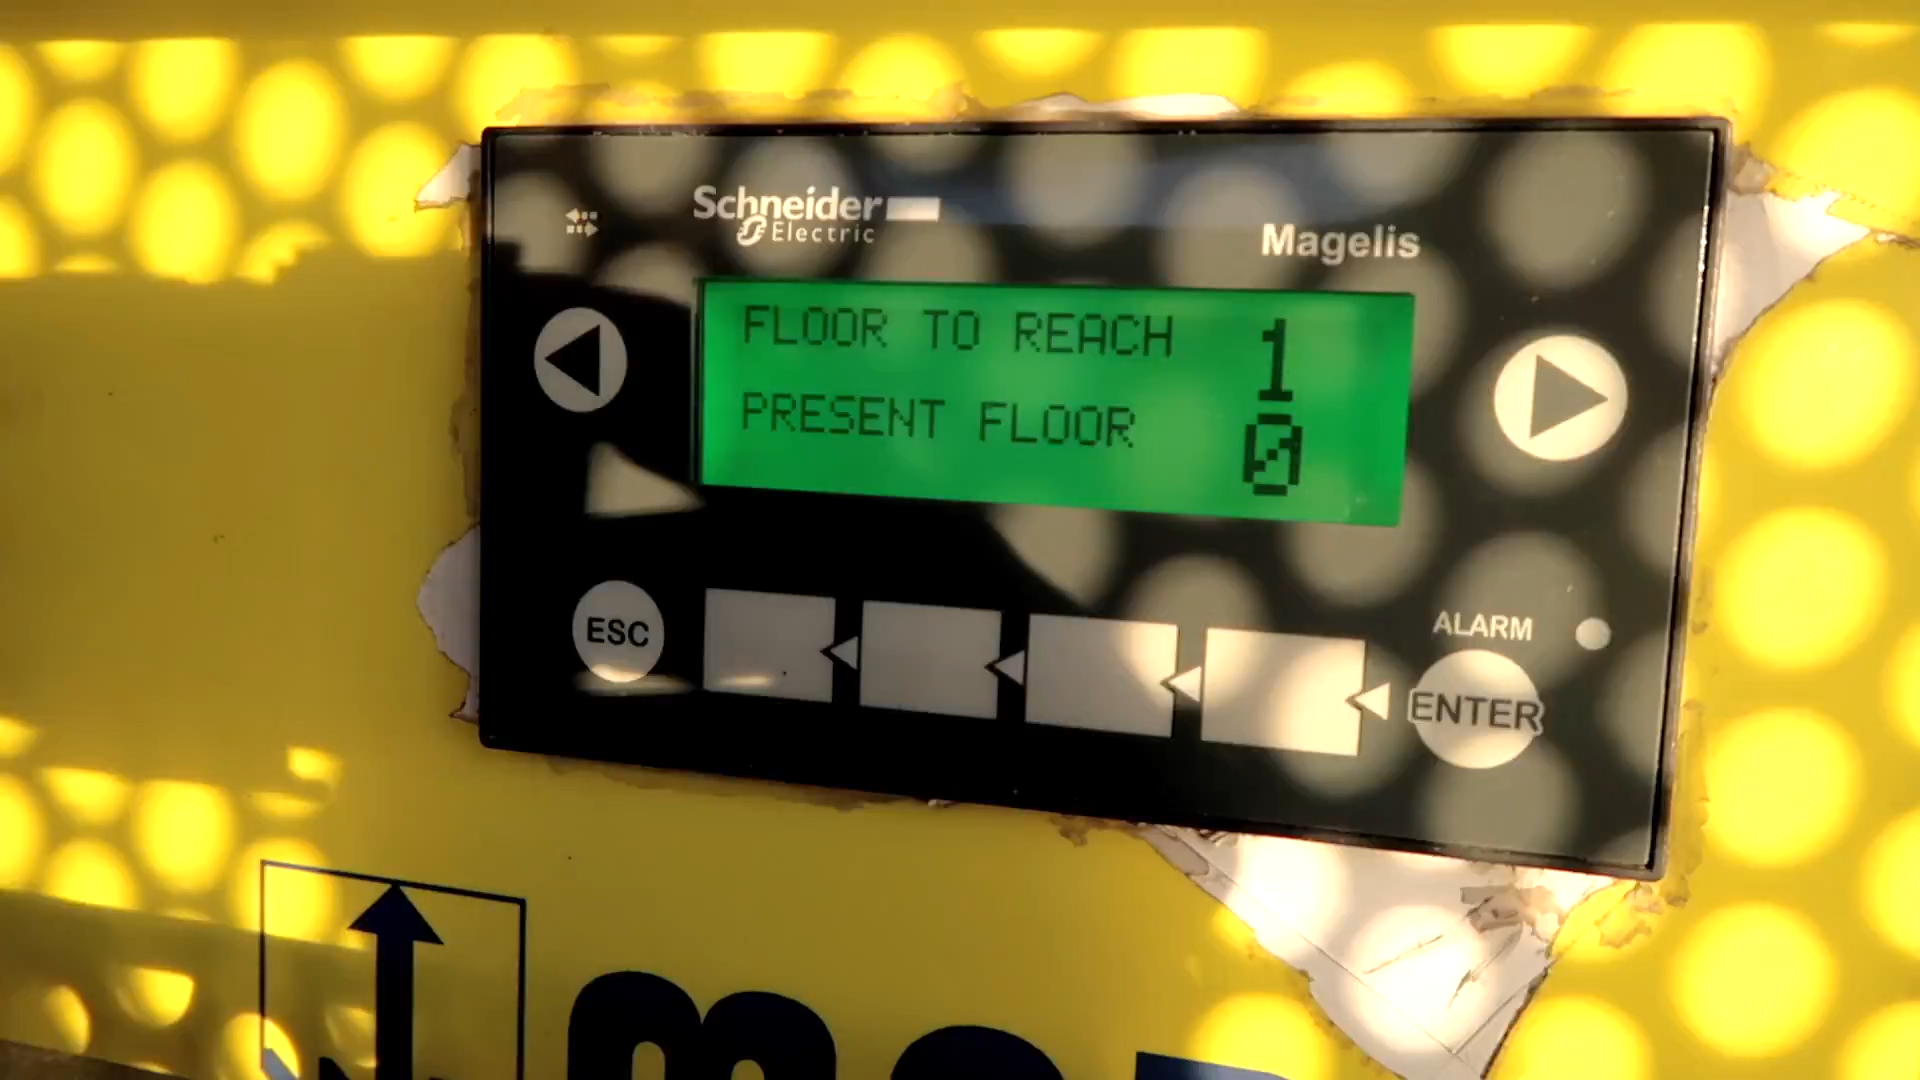 Schneider
Electric
Magelis
FLOOR TO REACH 1
PRESENT FLOOR 0
ALARM
ESC
ENTER